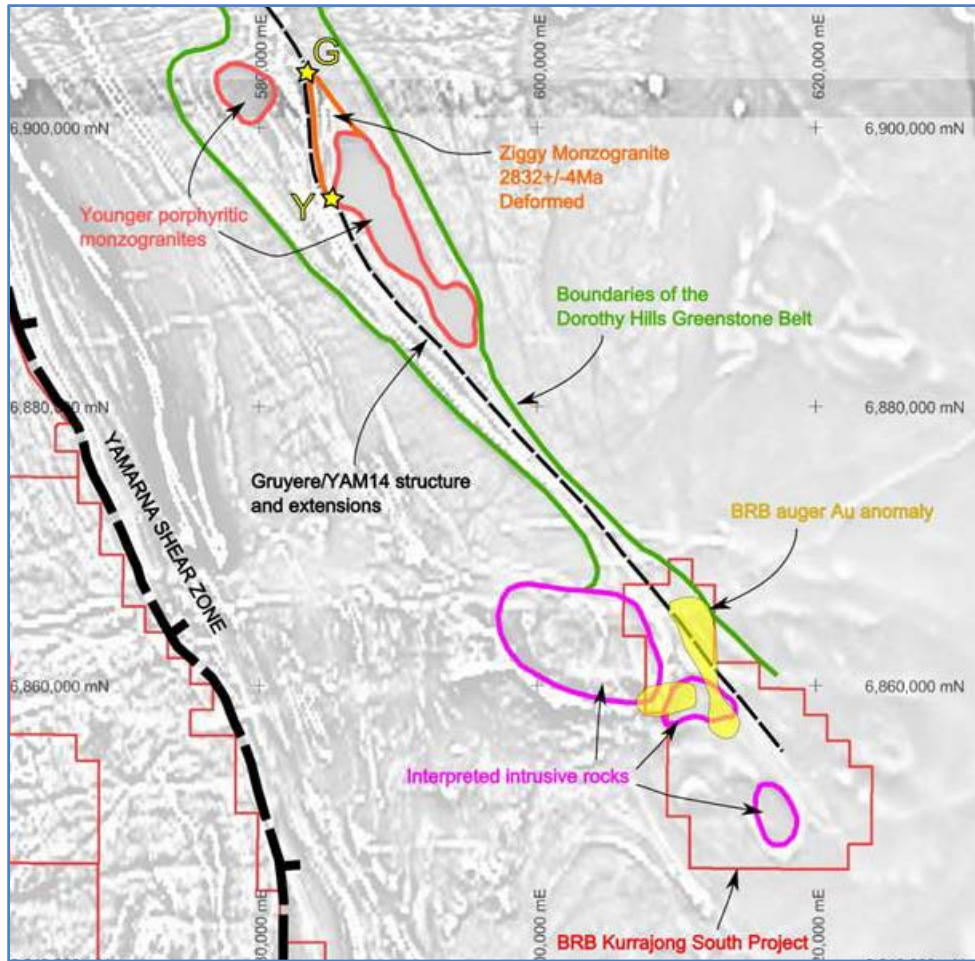 580,000 mE
600,000 mE
620,000 mE
G
6,900,000 mN
6,900,000 mN
Ziggy Monzogranite
2832+/-4Ma
Deformed
Y
Younger porphyritic
monzogranites
Boundaries of the
Dorothy Hills Greenstone Belt
6,880,000 mN
6,880,000 mN
YAMARNA SHEAR ZONE
Gruyere/YAM14 structure
and extensions
BRB auger Au anomaly
6,860,000 mN
6,860,000 mN
Interpreted intrusive rocks
BRB Kurrajong South Project